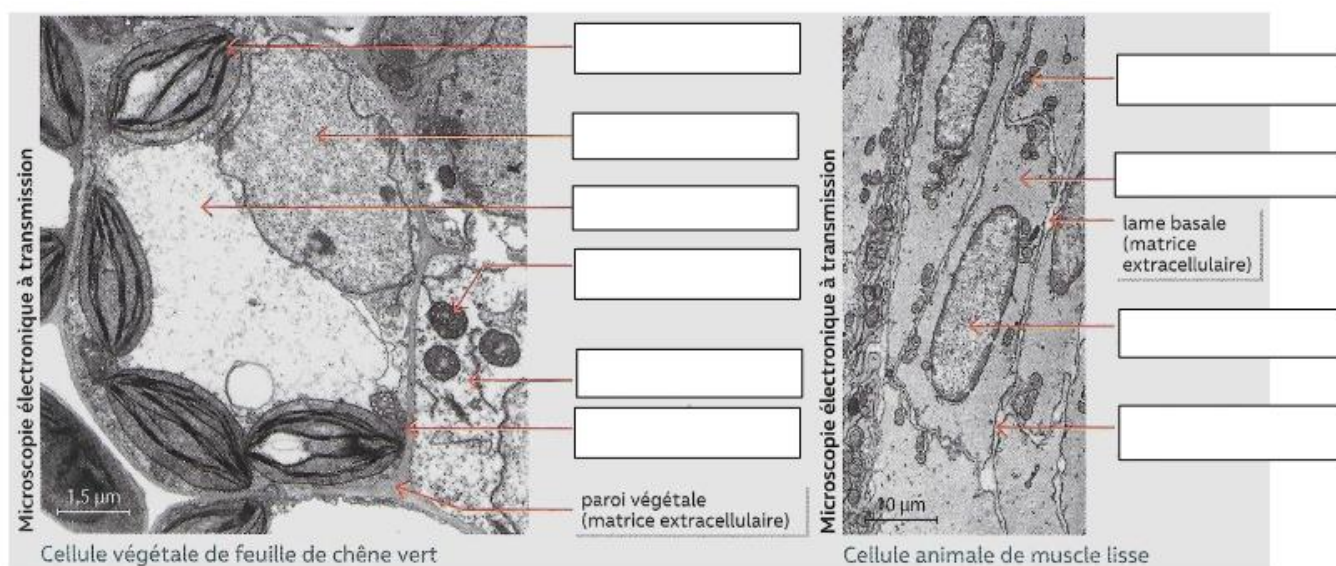 Microscopie électronique à transmission
1,5 μm
paroi végétale
(matrice extracellulaire)
Cellule végétale de feuille de chêne vert
Microscopie électronique à transmission
lame basale
(matrice
extracellulaire)
10 μm
Cellule animale de muscle lisse